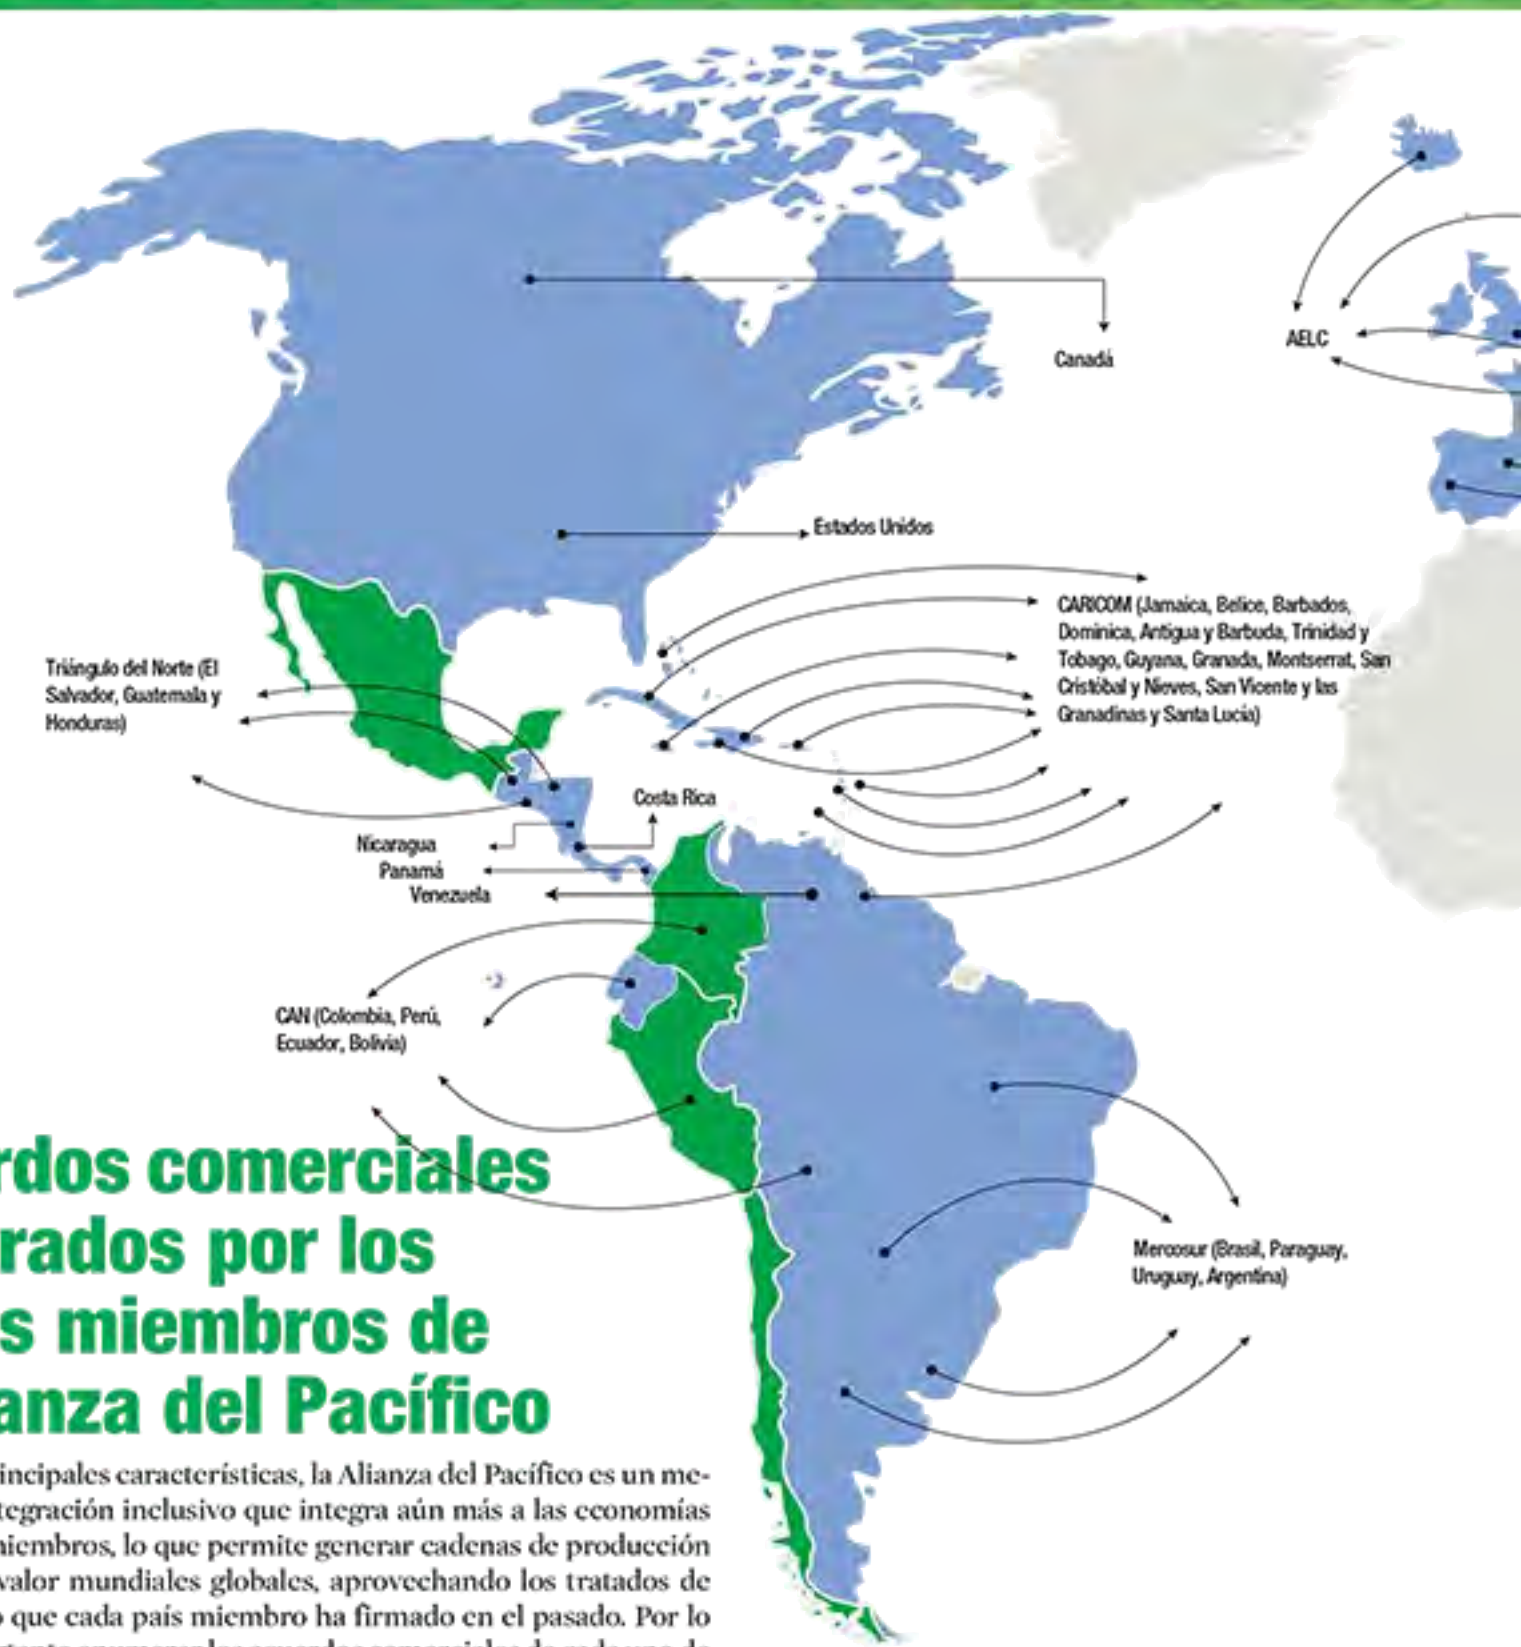 Canadá
AELC
Estados Unidos
CARICOM (Jamaica, Belice, Barbados,
Dominica, Antigua y Barbuda, Trinidad y
Tobago, Guyana, Granada, Montserrat, San
Cristóbal y Nieves, San Vicente y las
Granadinas y Santa Lucía)
Triángulo del Norte (El
Salvador, Guatemala y
Honduras)
Costa Rica
Nicaragua
Panamá
Venezuela
CAN (Colombia, Perú,
Ecuador, Bolivia)
Mercosur (Brasil, Paraguay,
Uruguay, Argentina)
rdos comerciales
rados por los
s miembros de
anza del Pacífico
incipales características, la Alianza del Pacífico es un me-
tegración inclusivo que integra aún más a las economías
miembros, lo que permite generar cadenas de producción
valor mundiales globales, aprovechando los tratados de
o que cada país miembro ha firmado en el pasado. Por lo